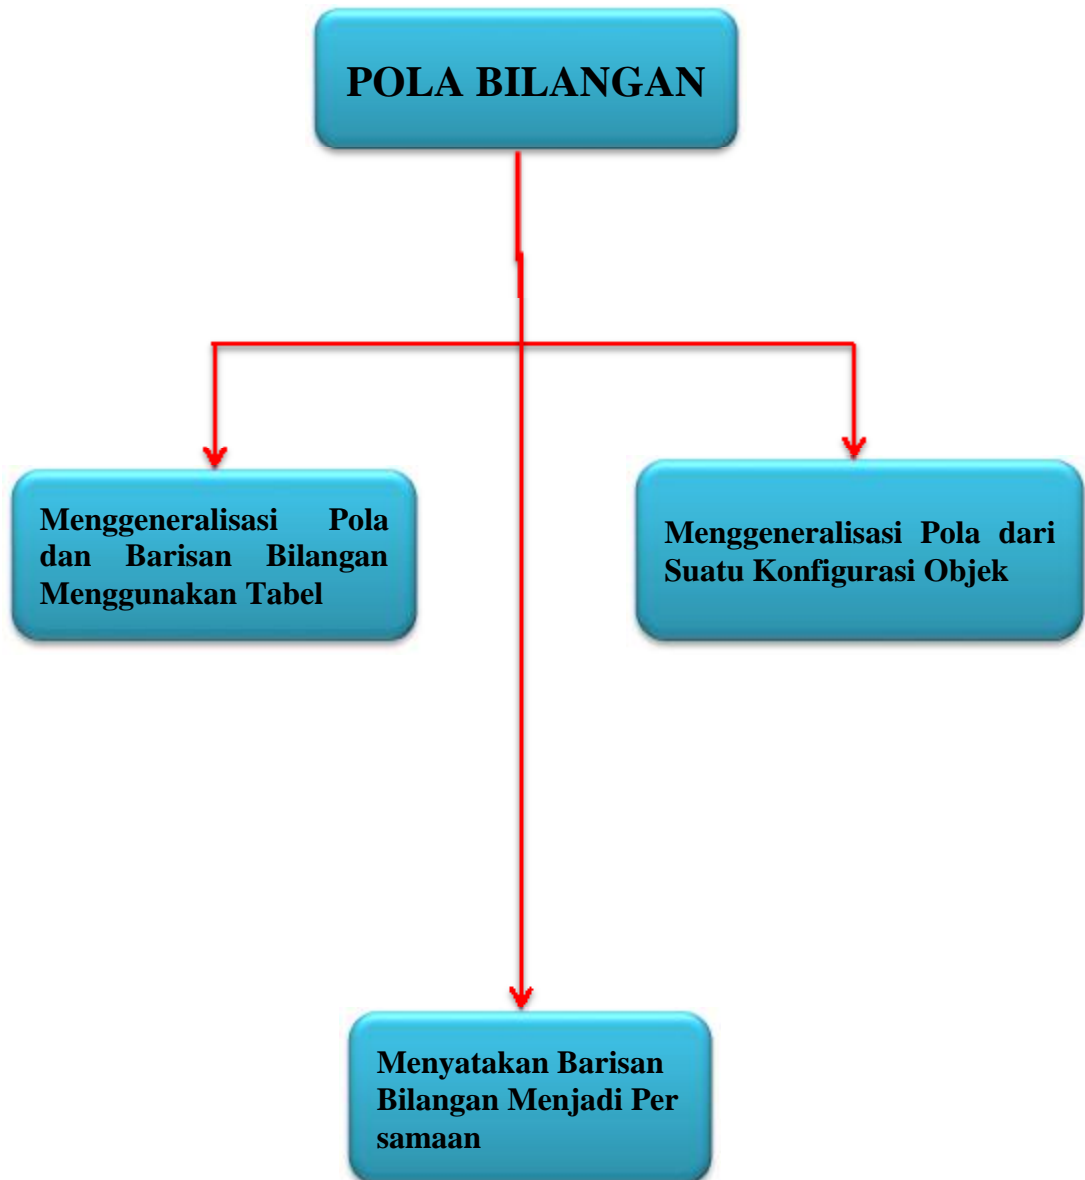 POLA BILANGAN
Menggeneralisasi Pola
dan Barisan Bilangan
Menggunakan Tabel
Menggeneralisasi Pola dari
Suatu Konfigurasi Objek
Menyatakan Barisan
Bilangan Menjadi Per
samaan